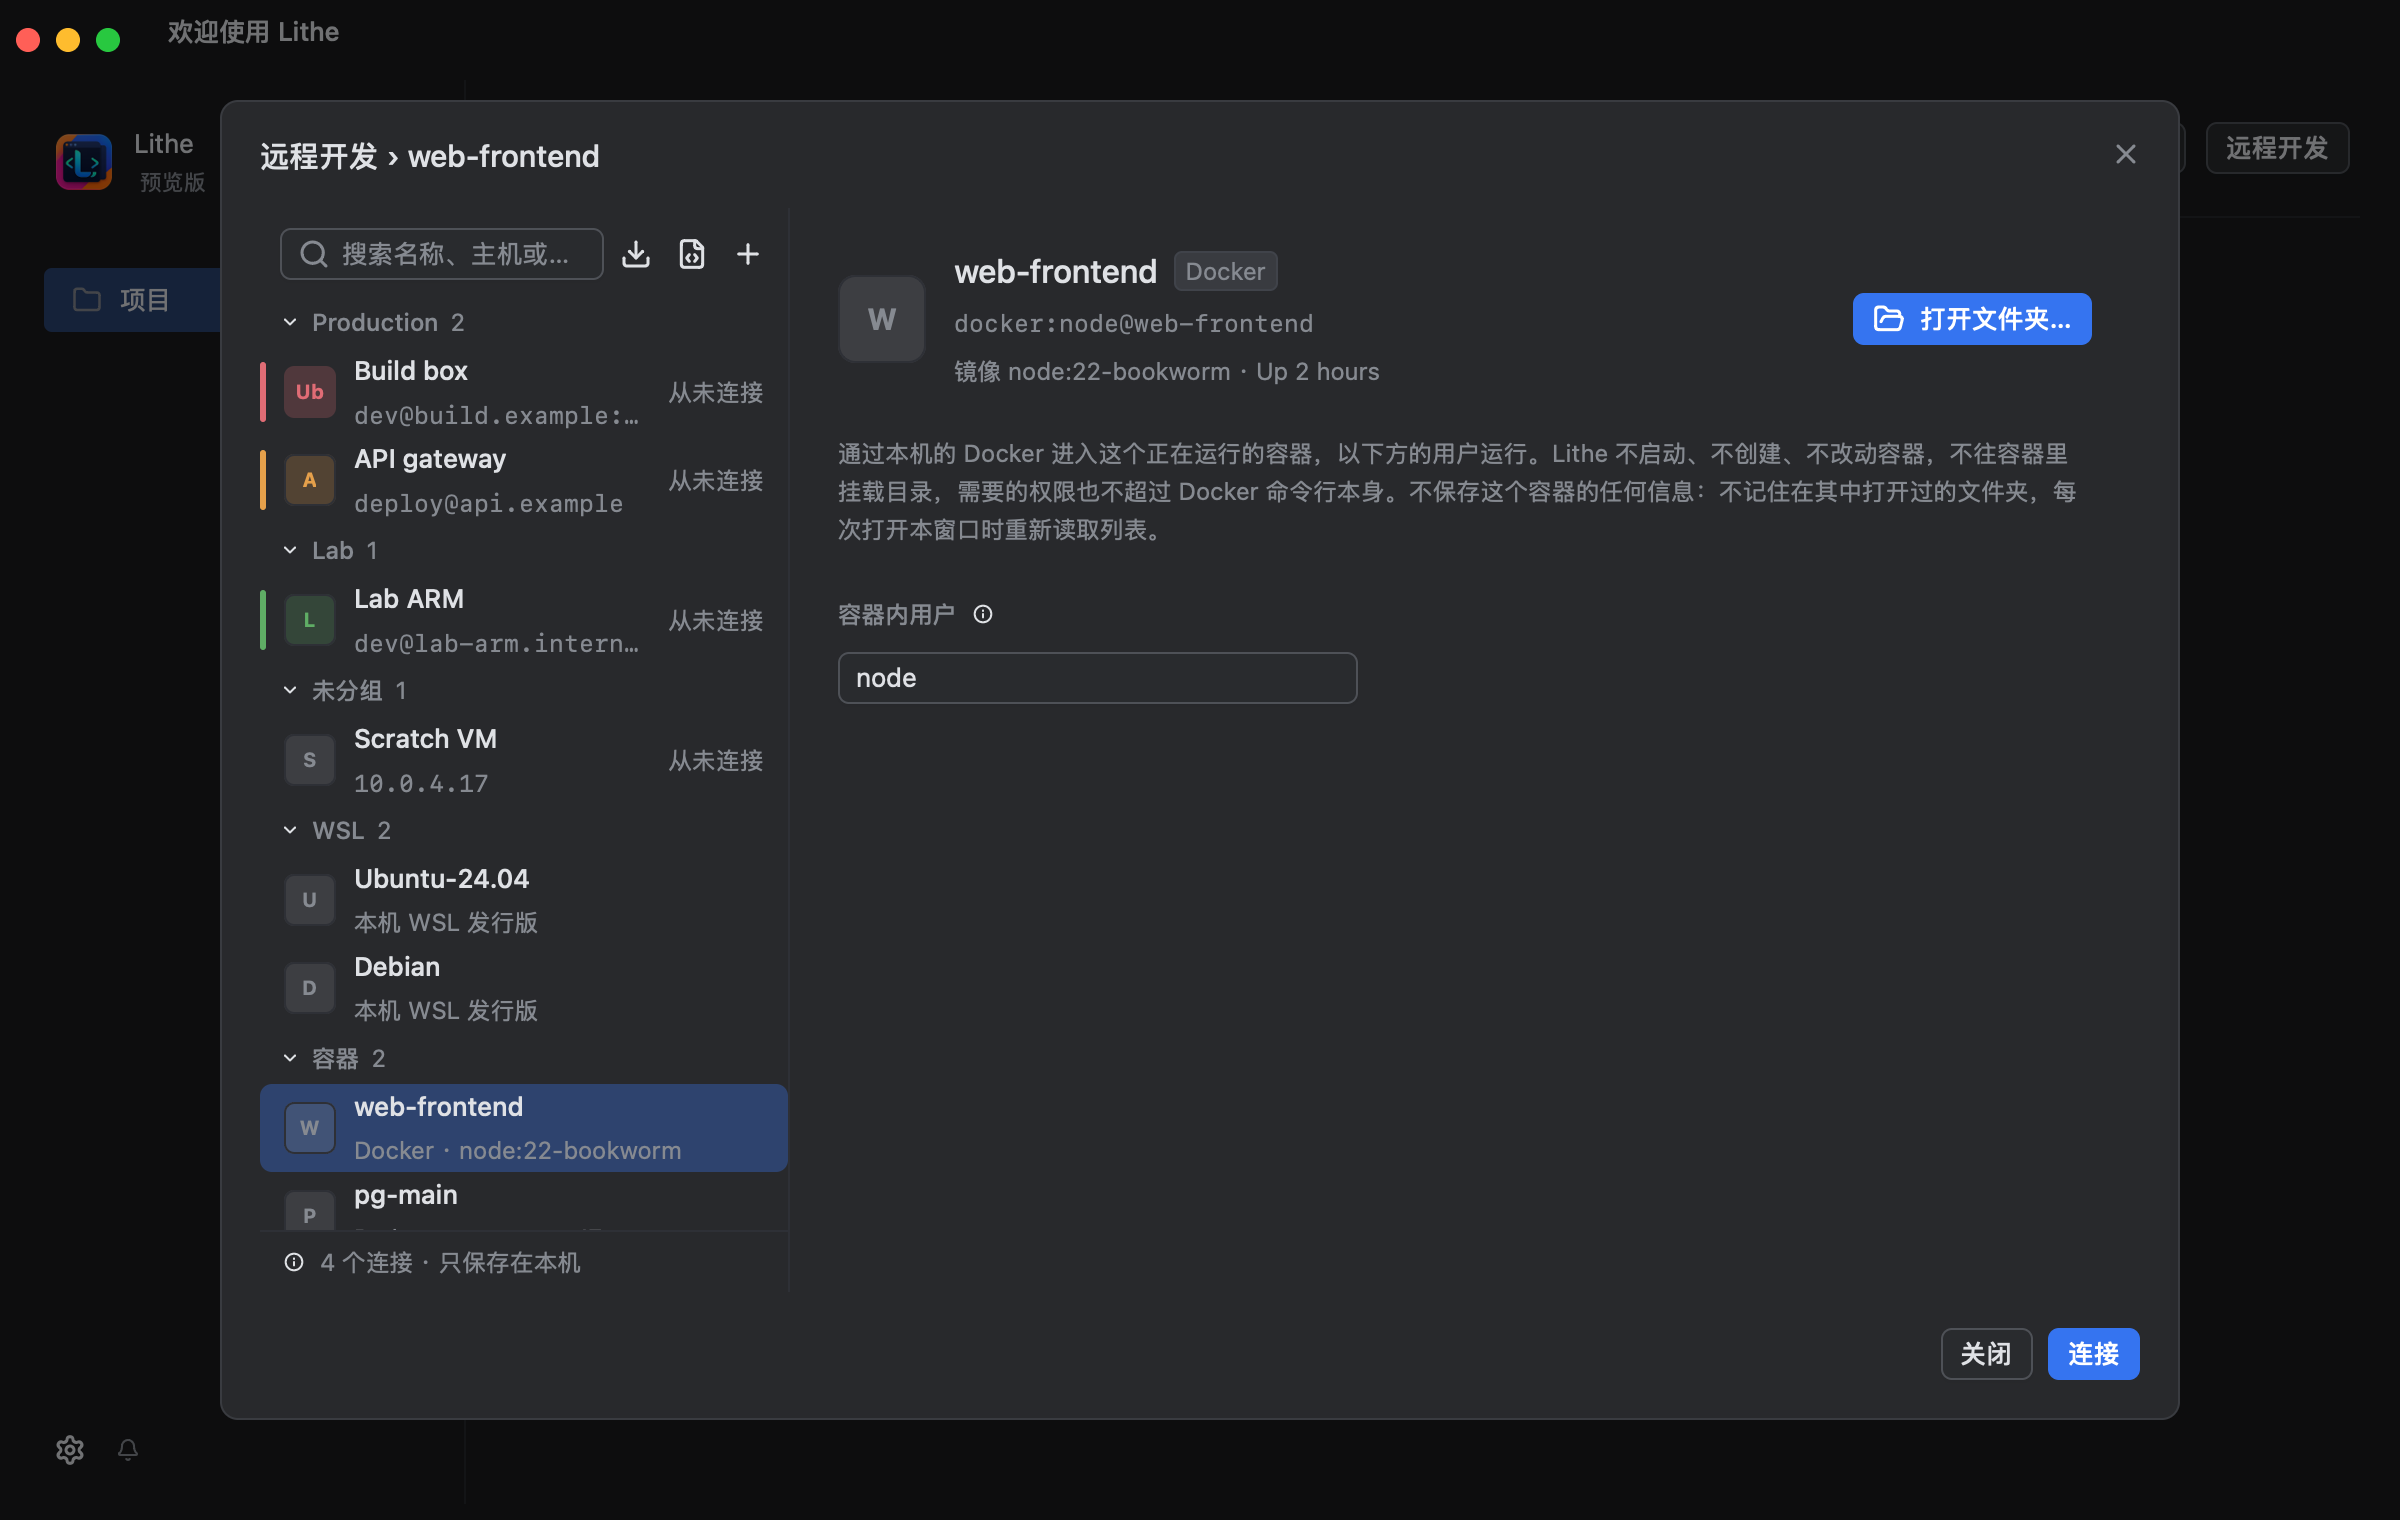 欢迎使用 Lithe
Lithe
预览版
远程开发
项目
远程开发 › web-frontend
搜索名称、主机或...
Production 2
Ub
Build box
dev@build.example:…
从未连接
A
API gateway
deploy@api.example
从未连接
Lab 1
L
Lab ARM
dev@lab-arm.intern…
从未连接
未分组 1
S
Scratch VM
10.0.4.17
从未连接
WSL 2
U
Ubuntu-24.04
本机 WSL 发行版
D
Debian
本机 WSL 发行版
容器 2
W
web-frontend
Docker · node:22-bookworm
P
pg-main
4 个连接 · 只保存在本机
W
web-frontend Docker
docker:node@web-frontend
镜像 node:22-bookworm · Up 2 hours
打开文件夹...
通过本机的 Docker 进入这个正在运行的容器，以下方的用户运行。Lithe 不启动、不创建、不改动容器，不往容器里
挂载目录，需要的权限也不超过 Docker 命令行本身。不保存这个容器的任何信息：不记住在其中打开过的文件夹，每
次打开本窗口时重新读取列表。
容器内用户
node
关闭
连接